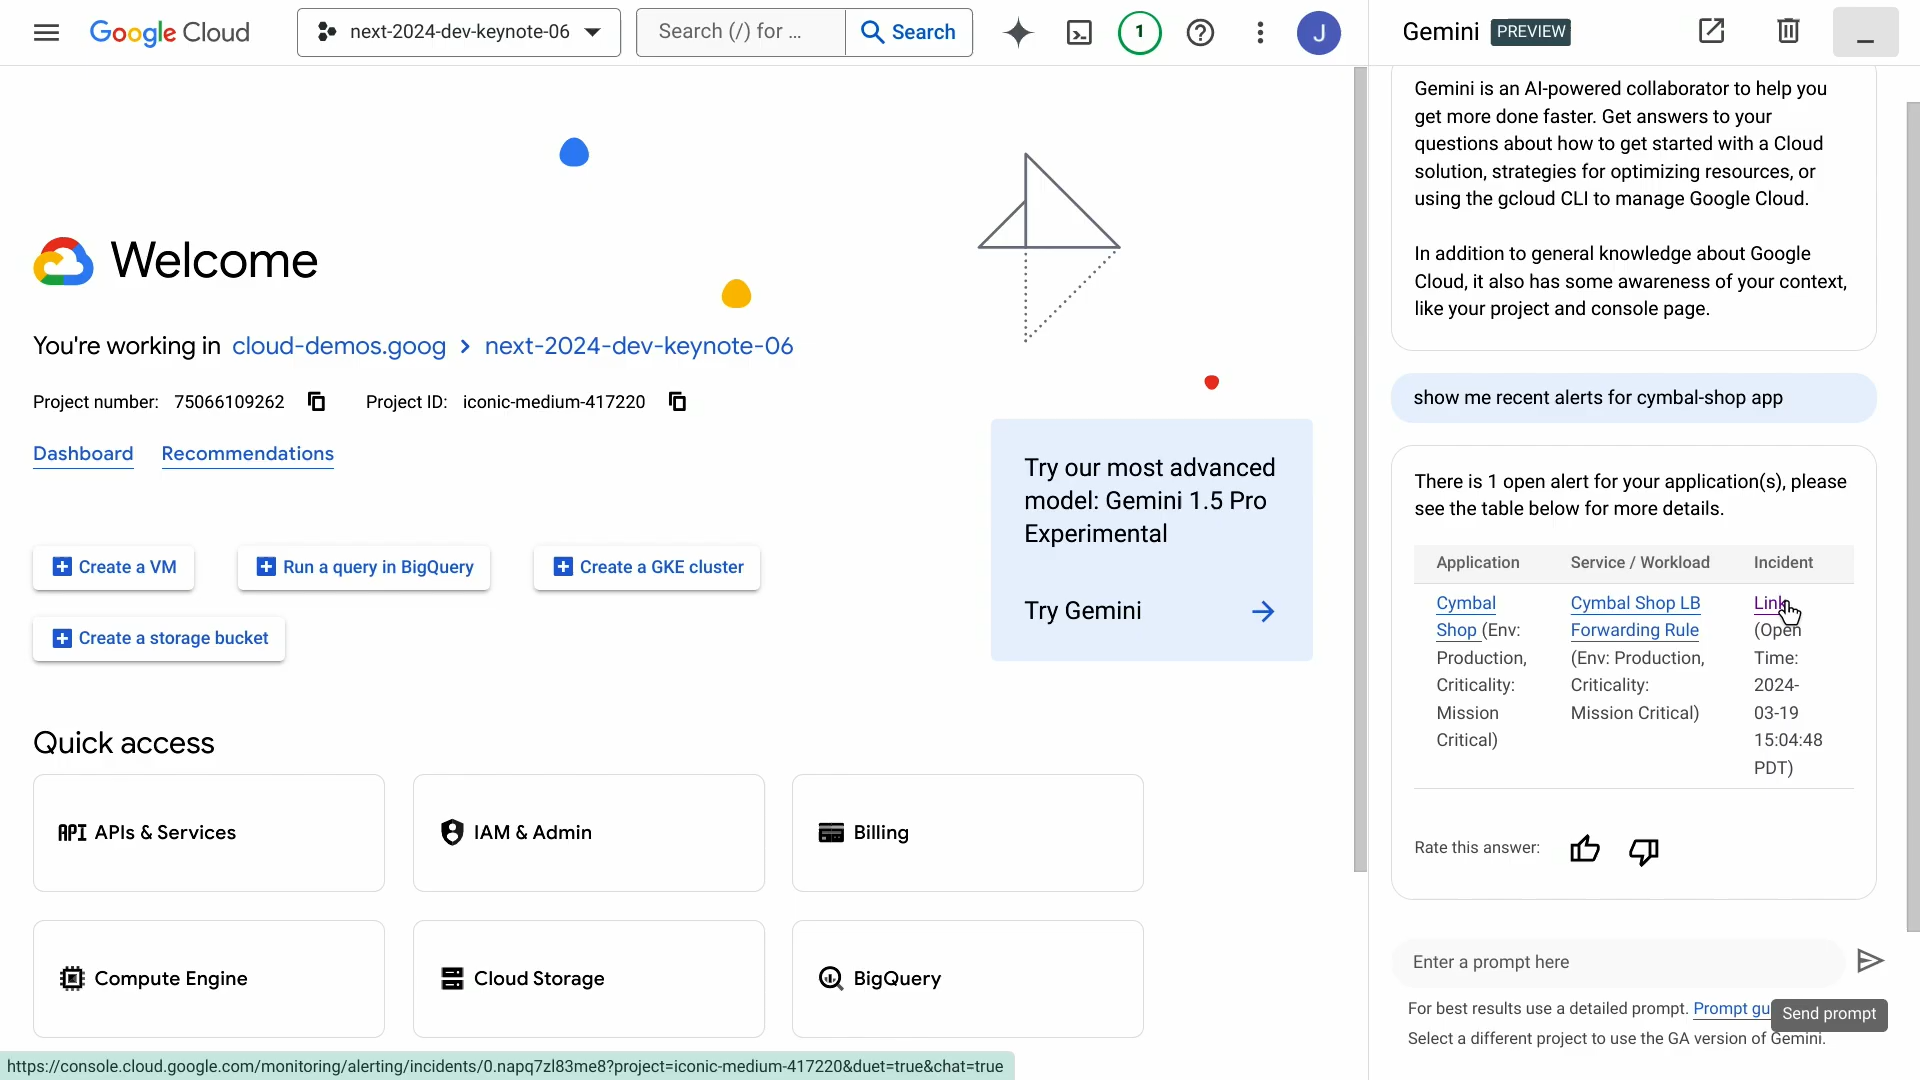 Google Cloud
next-2024-dev-keynote-06
Search (/) for ...
Search
1
J
Gemini PREVIEW
Welcome
You're working in cloud-demos.goog > next-2024-dev-keynote-06
Project number: 75066109262
Project ID: iconic-medium-417220
Dashboard
Recommendations
Create a VM
Run a query in BigQuery
Create a GKE cluster
Create a storage bucket
Try our most advanced
model: Gemini 1.5 Pro
Experimental
Try Gemini
Quick access
API APIs & Services
IAM & Admin
Billing
Compute Engine
Cloud Storage
BigQuery
https://console.cloud.google.com/monitoring/alerting/incidents/0.napq7zl83me8?project=iconic-medium-417220&duet=true&chat=true
Gemini is an AI-powered collaborator to help you
get more done faster. Get answers to your
questions about how to get started with a Cloud
solution, strategies for optimizing resources, or
using the gcloud CLI to manage Google Cloud.
In addition to general knowledge about Google
Cloud, it also has some awareness of your context,
like your project and console page.
show me recent alerts for cymbal-shop app
There is 1 open alert for your application(s), please
see the table below for more details.
Application
Service / Workload
Incident
Cymbal
Shop (Env:
Production,
Criticality:
Mission
Critical)
Cymbal Shop LB
Forwarding Rule
(Env: Production,
Criticality:
Mission Critical)
Link
(Open
Time:
2024-
03-19
15:04:48
PDT)
Rate this answer:
Enter a prompt here
For best results use a detailed prompt. Prompt gu
Send prompt
Select a different project to use the GA version of Gemini.